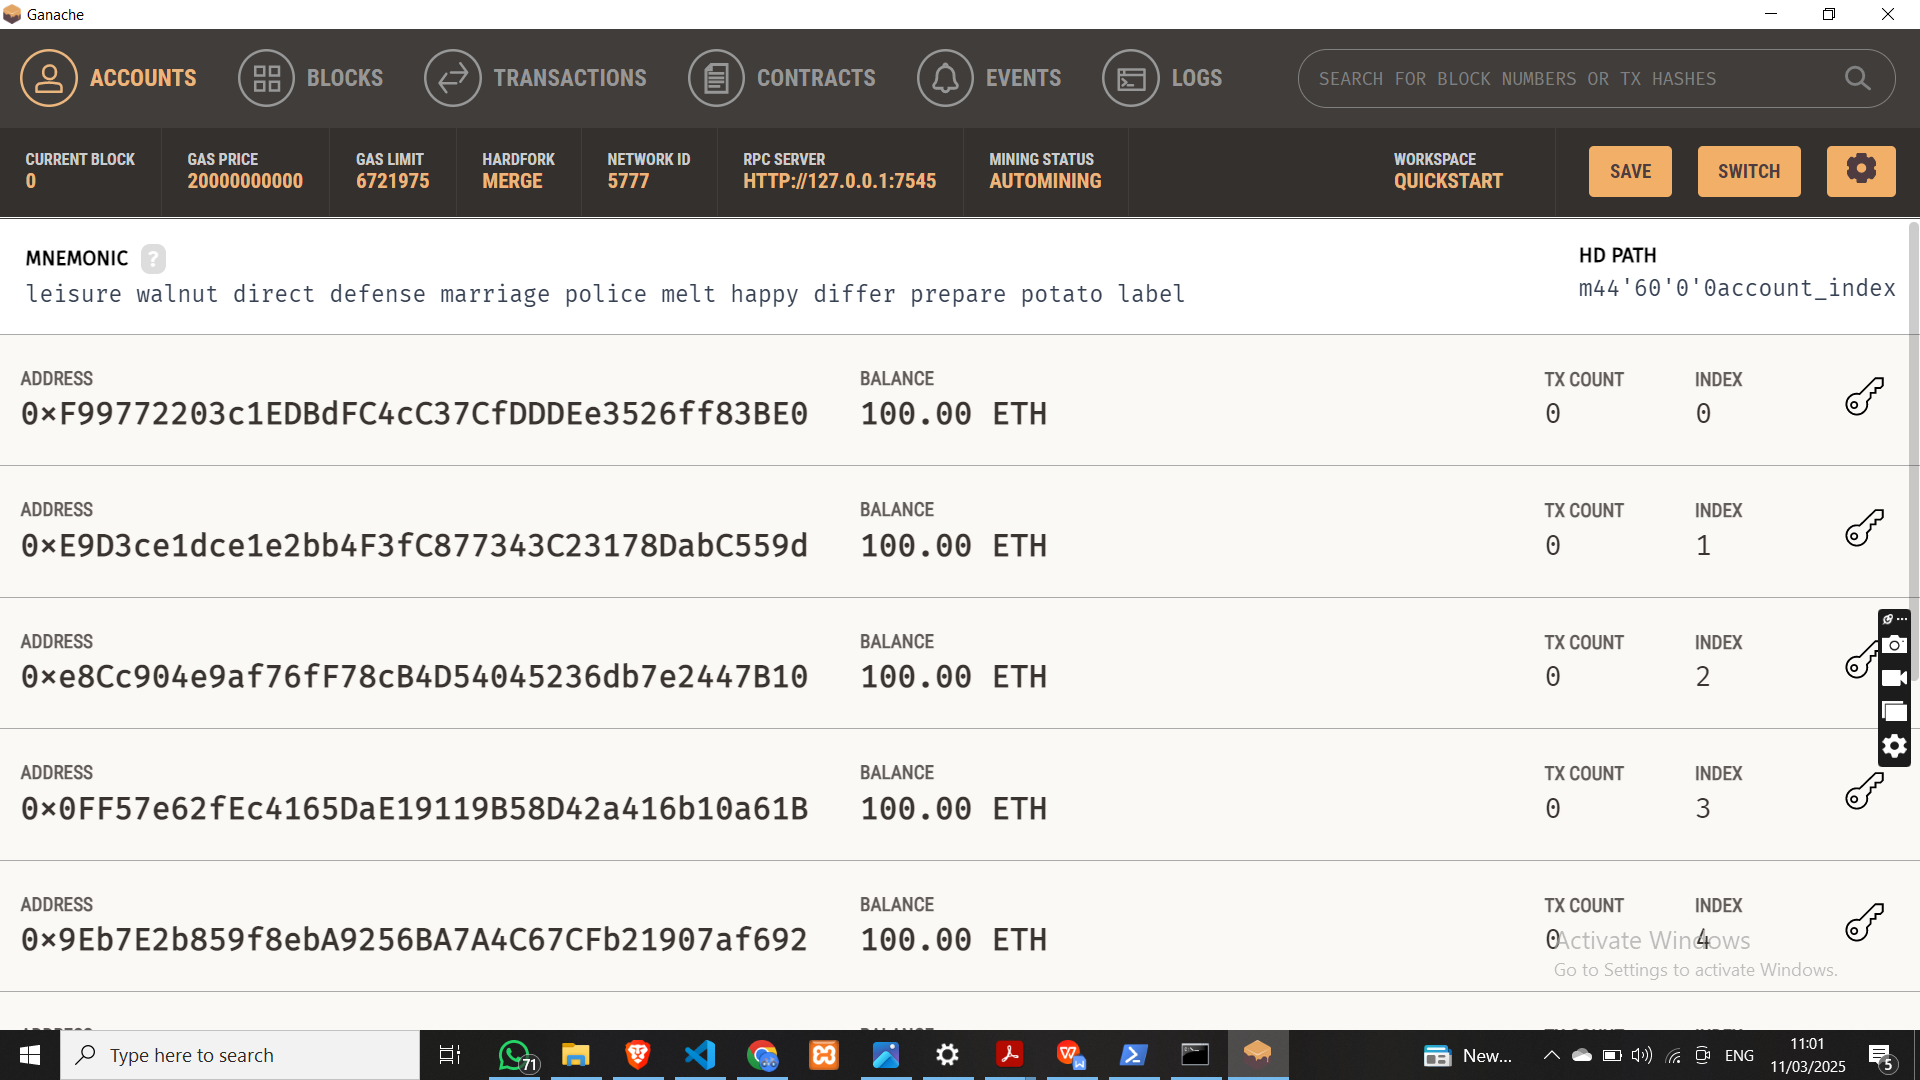 Ganache
ACCOUNTS BLOCKS TRANSACTIONS CONTRACTS EVENTS LOGS SEARCH FOR BLOCK NUMBERS OR TX HASHES
CURRENT BLOCK GAS PRICE GAS LIMIT HARDFORK NETWORK ID RPC SERVER MINING STATUS WORKSPACE
0 20000000000 6721975 MERGE 5777 HTTP://127.0.0.1:7545 AUTOMINING QUICKSTART SAVE SWITCH
MNEMONIC ? HD PATH
leisure walnut direct defense marriage police melt happy differ prepare potato label m44'60'0'0account_index
ADDRESS BALANCE TX COUNT INDEX
0×F99772203c1EDBdFC4cC37CfDDDEe3526ff83BE0 100.00 ETH 0 0
ADDRESS BALANCE TX COUNT INDEX
0×E9D3ce1dce1e2bb4F3fC877343C23178DabC559d 100.00 ETH 0 1
ADDRESS BALANCE TX COUNT INDEX
0×e8Cc904e9af76fF78cB4D54045236db7e2447B10 100.00 ETH 0 2
ADDRESS BALANCE TX COUNT INDEX
0×0FF57e62fEc4165DaE19119B58D42a416b10a61B 100.00 ETH 0 3
ADDRESS BALANCE TX COUNT INDEX
0×9Eb7E2b859f8ebA9256BA7A4C67CFb21907af692 100.00 ETH 0 4
Activate Windows
Go to Settings to activate Windows.
Type here to search 71 New... ENG 11:01
11/03/2025 5